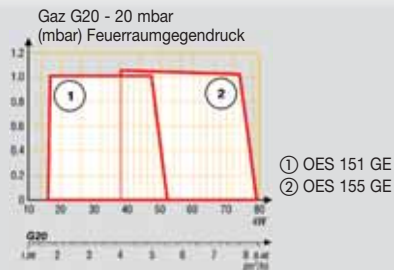 Gaz G20 - 20 mbar
(mbar) Feuerraumgegendruck
1.2
1.0
0.8
0.6
0.4
0.2
0
10 20 30 40 50 60 70 80
kW
① ②
① OES 151 GE
② OES 155 GE
G20
2 3 4 5 6 7 8